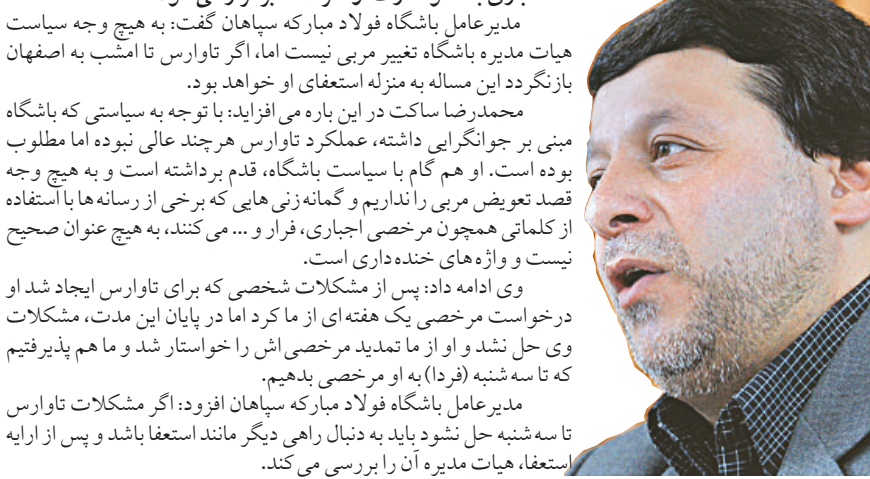 مدیرعامل باشگاه فولاد مبارکه سپاهان گفت: به هیچ وجه سیاست
هیات مدیره باشگاه تغییر مربی نیست اما، اگر تاوارس تا امشب به اصفهان
بازنگردد این مساله به منزله استعفای او خواهد بود.
محمدرضا ساکت در این باره می افزاید: با توجه به سیاستی که باشگاه
مبنی بر جوانگرایی داشته، عملکرد تاوارس هرچند عالی نبوده اما مطلوب
بوده است. او هم گام با سیاست باشگاه، قدم برداشته است و به هیچ وجه
قصد تعویض مربی را نداریم و گمانه زنی هایی که برخی از رسانه ها با استفاده
از کلماتی همچون مرخصی اجباری، فرار و ... می کنند، به هیچ عنوان صحیح
نیست و واژه های خنده داری است.
وی ادامه داد: پس از مشکلات شخصی که برای تاوارس ایجاد شد او
درخواست مرخصی یک هفته ای از ما کرد اما در پایان این مدت، مشکلات
وی حل نشد و او از ما تمدید مرخصی اش را خواستار شد و ما هم پذیرفتیم
که تا سه شنبه (فردا) به او مرخصی بدهیم.
مدیرعامل باشگاه فولاد مبارکه سپاهان افزود: اگر مشکلات تاوارس
تا سه شنبه حل نشود باید به دنبال راهی دیگر مانند استعفا باشد و پس از ارایه
استعفا، هیات مدیره آن را بررسی می کند.